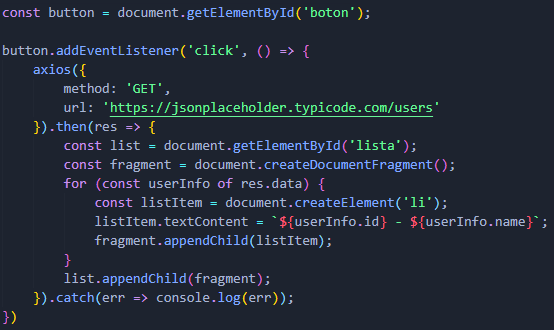 const button = document.getElementById('boton');
button.addEventListener('click', () => {
    axios({
        method: 'GET',
        url: 'https://jsonplaceholder.typicode.com/users'
    }).then(res => {
        const list = document.getElementById('lista');
        const fragment = document.createDocumentFragment();
        for (const userInfo of res.data) {
            const listItem = document.createElement('li');
            listItem.textContent = `${userInfo.id} - ${userInfo.name}`;
            fragment.appendChild(listItem);
        }
        list.appendChild(fragment);
    }).catch(err => console.log(err));
})